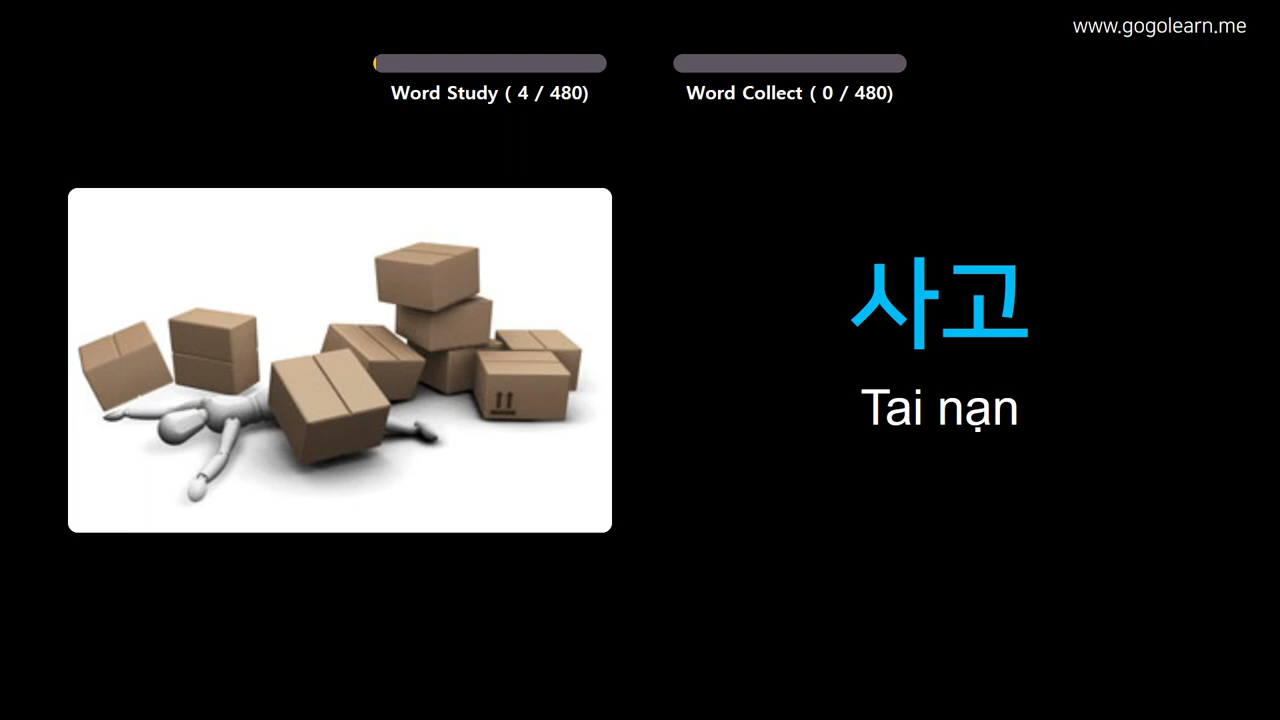 www.gogolearn.me
Word Study ( 4 / 480)
Word Collect ( 0 / 480)
사고
Tai nạn